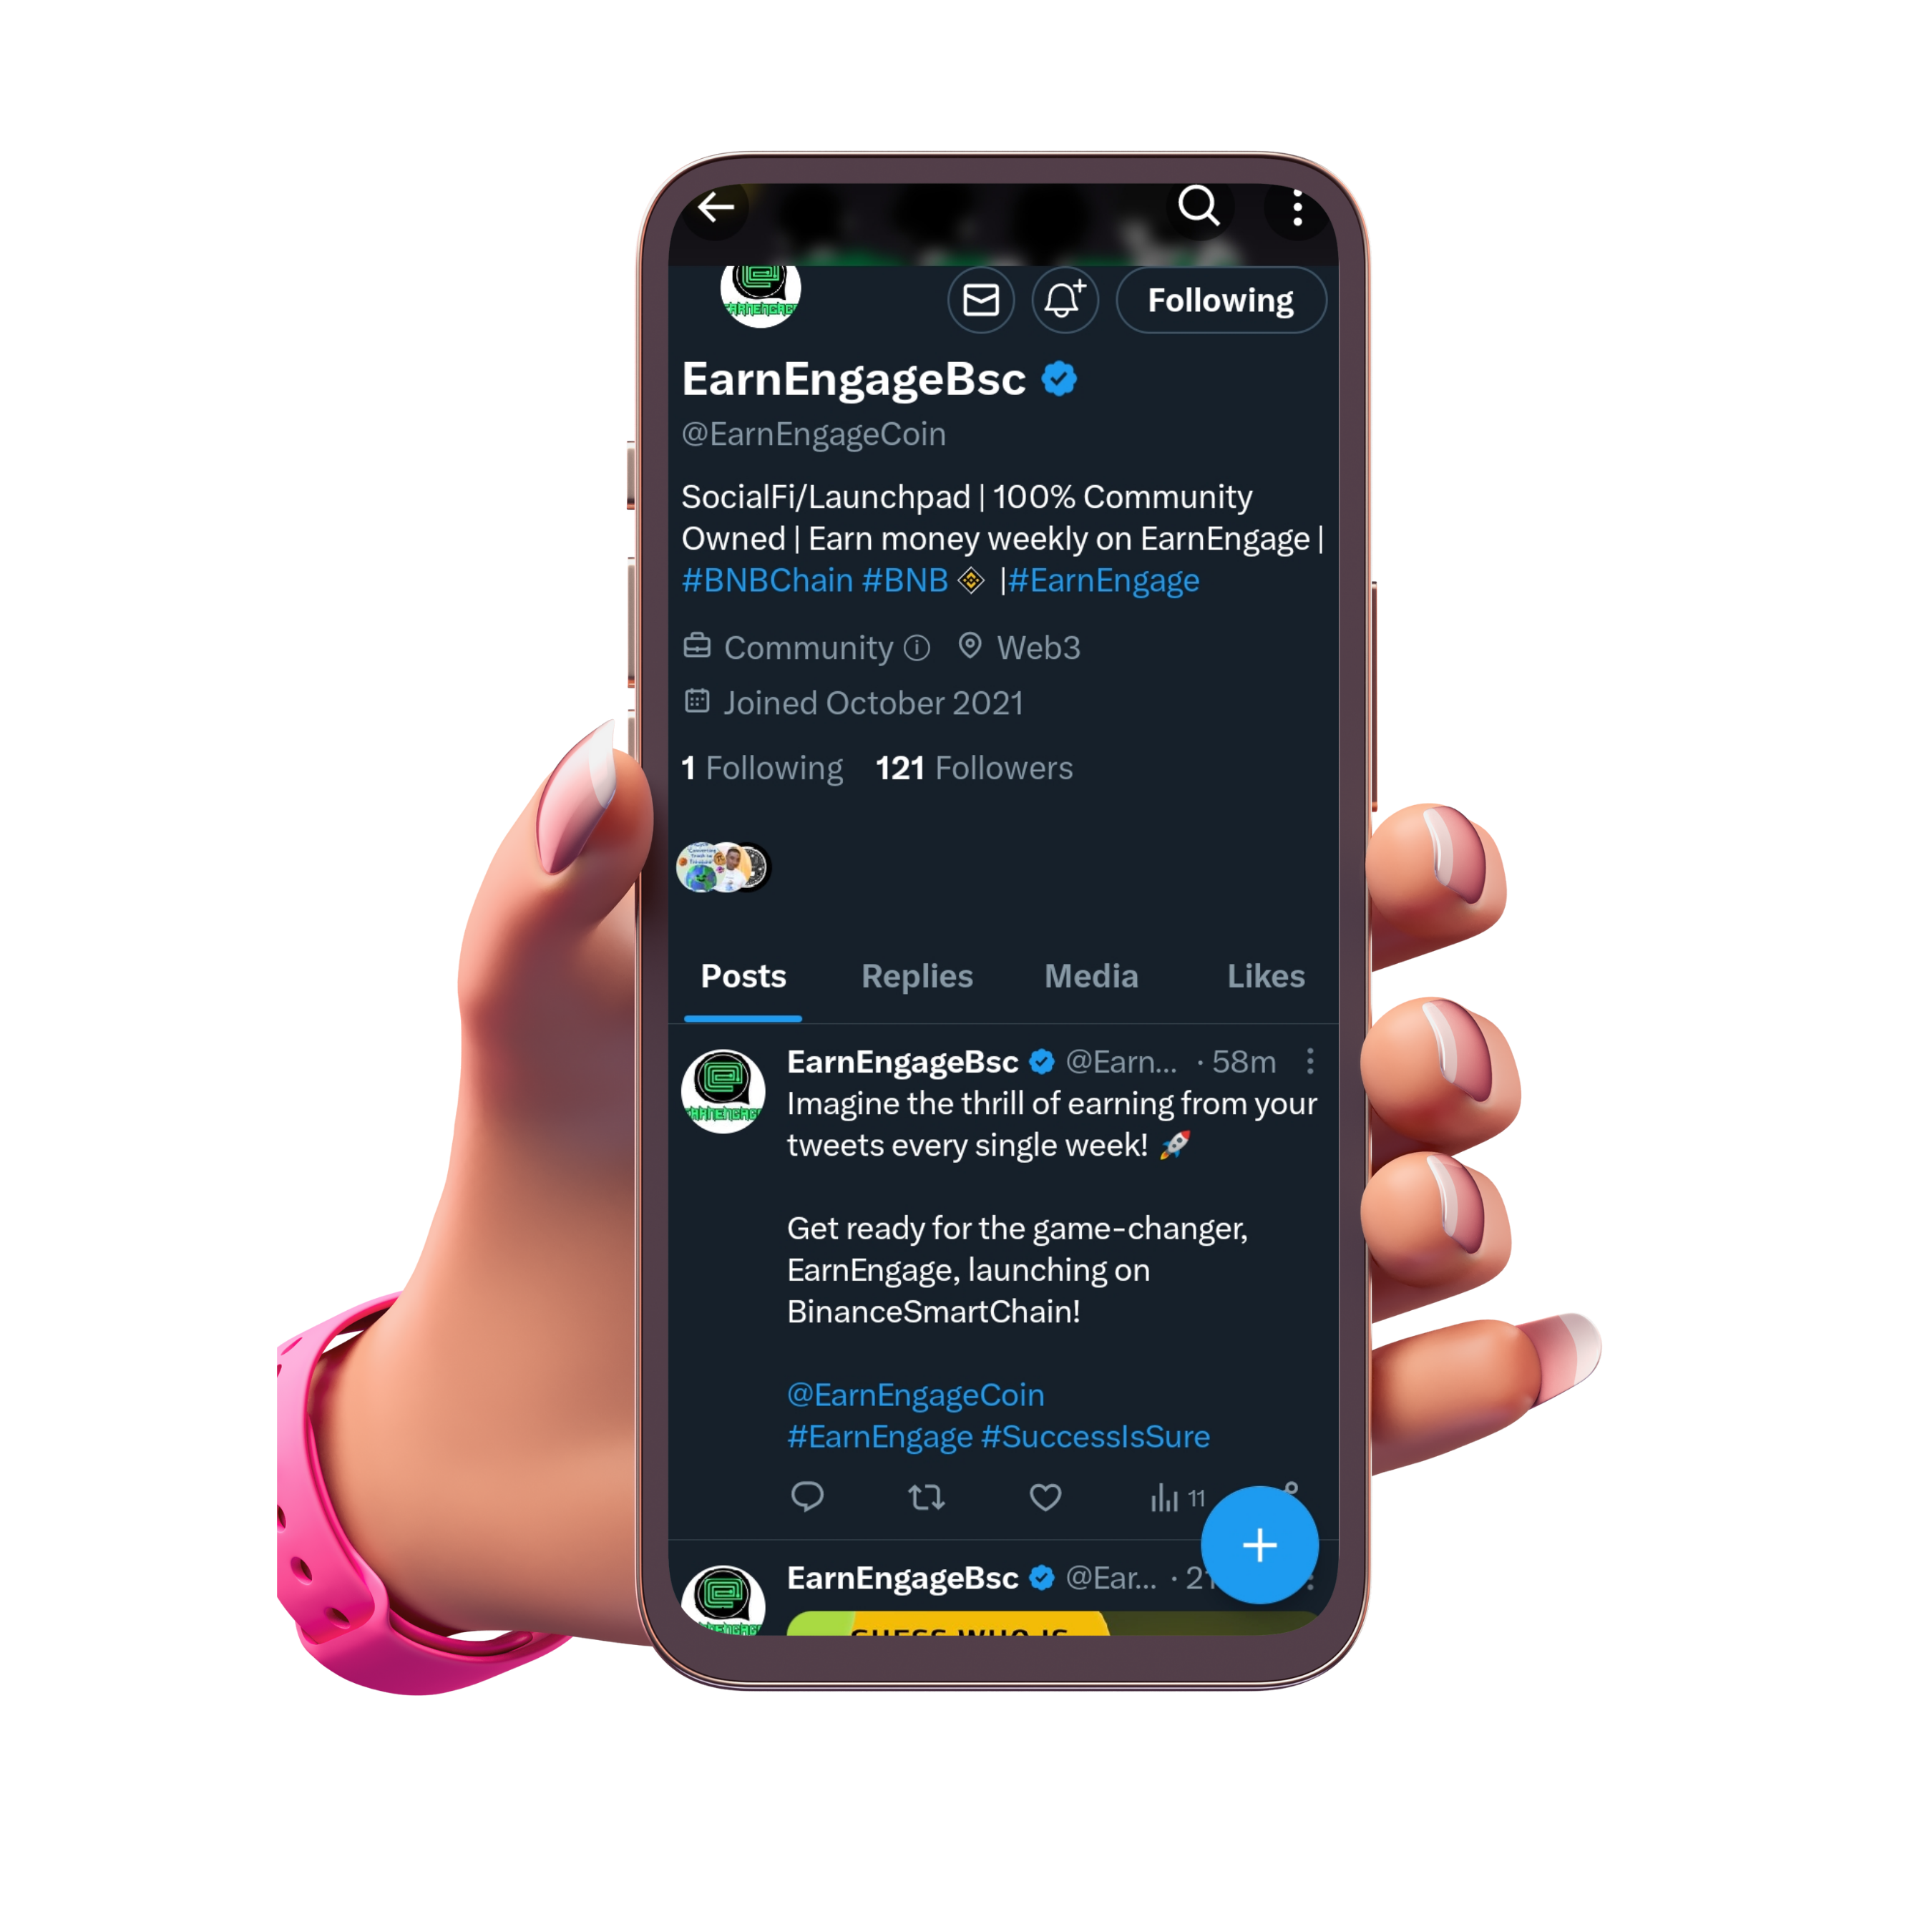 Following
EarnEngageBsc
@EarnEngageCoin
SocialFi/Launchpad | 100% Community
Owned | Earn money weekly on EarnEngage |
#BNBChain #BNB |#EarnEngage
Community Web3
Joined October 2021
1 Following 121 Followers
Posts Replies Media Likes
EarnEngageBsc @Earn... · 58m
Imagine the thrill of earning from your
tweets every single week! 🚀
Get ready for the game-changer,
EarnEngage, launching on
BinanceSmartChain!
@EarnEngageCoin
#EarnEngage #SuccessIsSure
11
EarnEngageBsc @Ear... ·
GUESS WHO IS